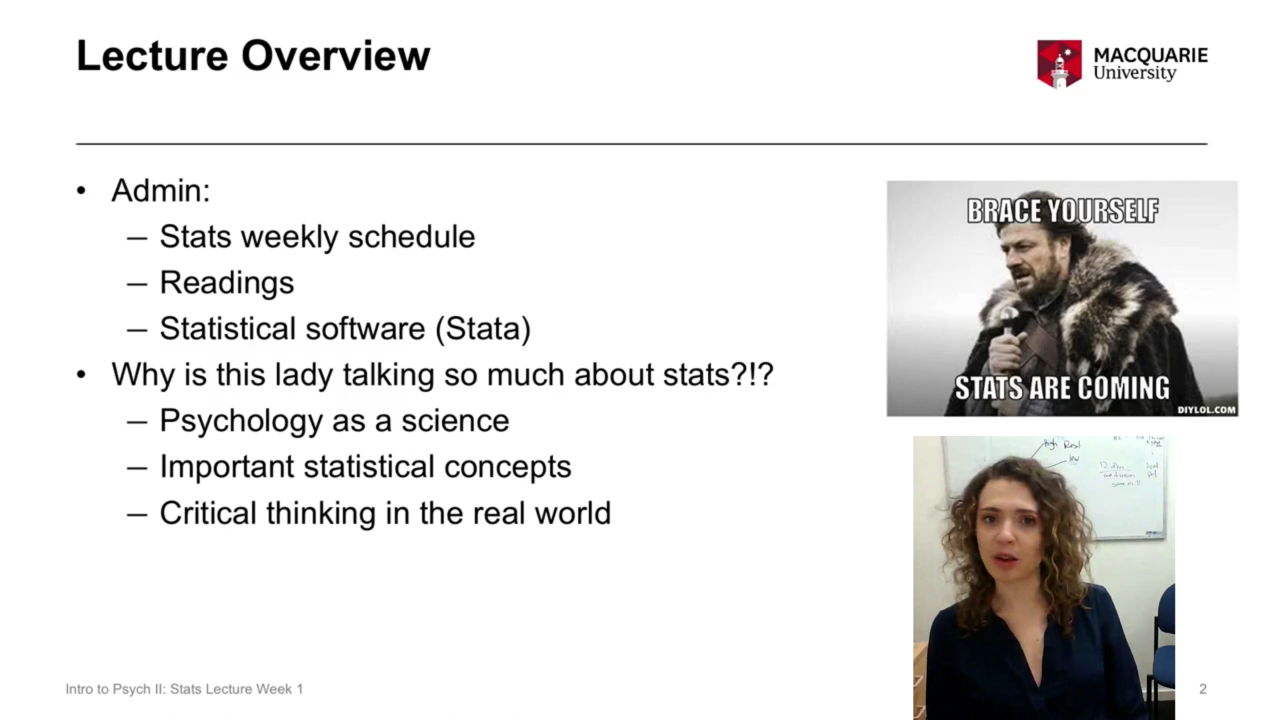 Lecture Overview
MACQUARIE
University
• Admin:
– Stats weekly schedule
– Readings
– Statistical software (Stata)
• Why is this lady talking so much about stats?!?
– Psychology as a science
– Important statistical concepts
– Critical thinking in the real world
BRACE YOURSELF
STATS ARE COMING
DIYLOL.COM
High
Intro to Psych II: Stats Lecture Week 1
2